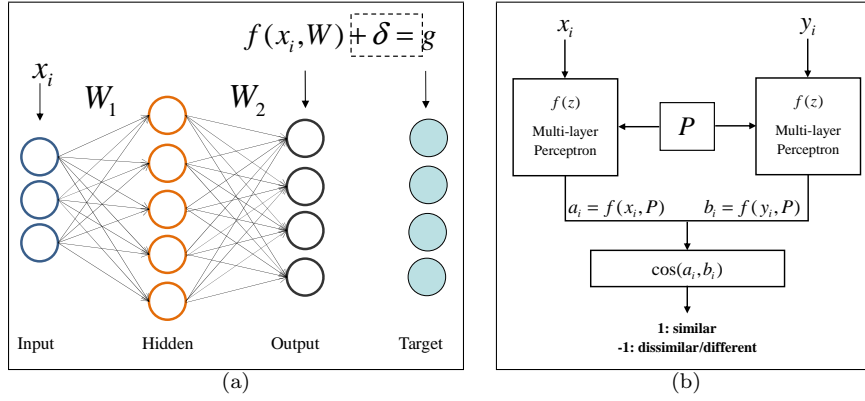 f(x_i, W) + δ = g
x_i
W_1
W_2
Input
Hidden
Output
Target
(a)
x_i
y_i
f(z)
Multi-layer
Perceptron
P
f(z)
Multi-layer
Perceptron
a_i = f(x_i, P)
b_i = f(y_i, P)
cos(a_i, b_i)
1: similar
-1: dissimilar/different
(b)